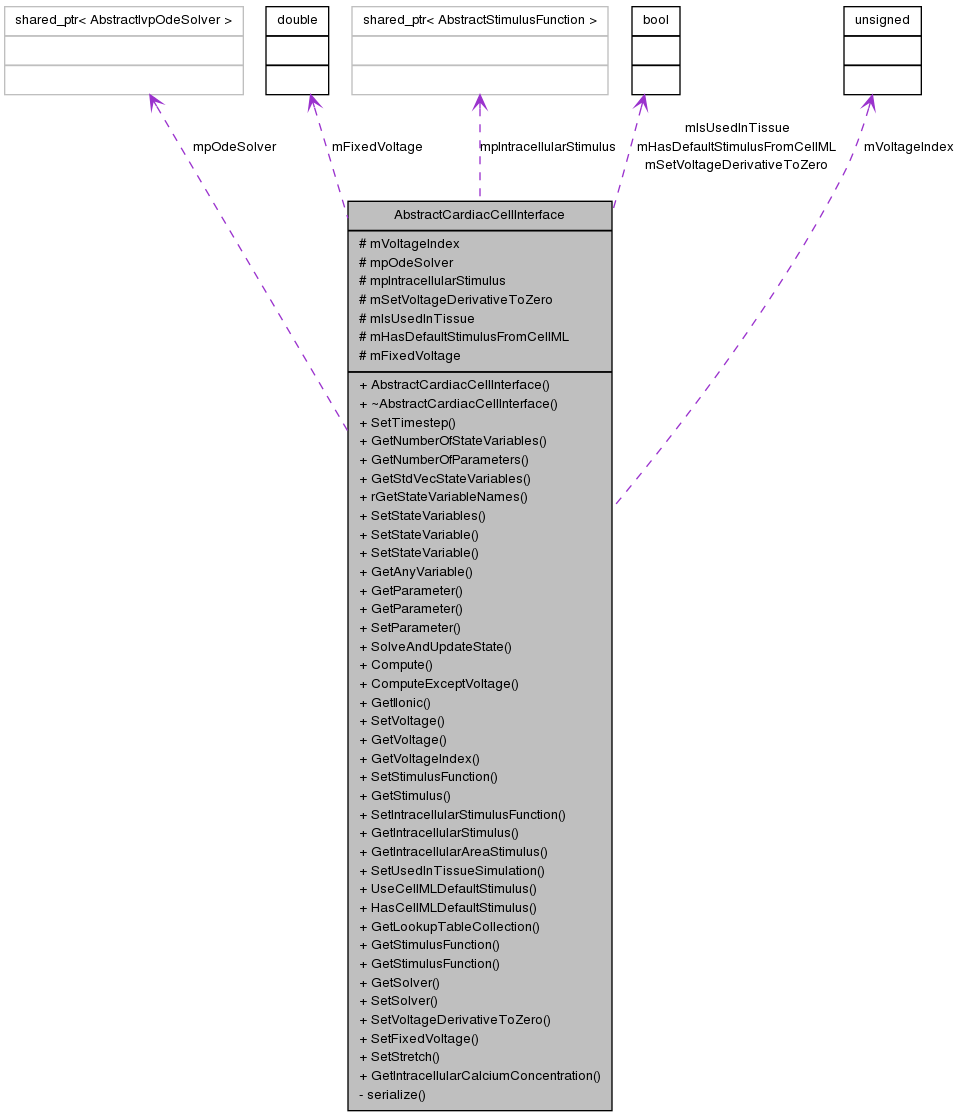 shared_ptr< AbstractIvpOdeSolver >
double
shared_ptr< AbstractStimulusFunction >
bool
unsigned
mpOdeSolver
mFixedVoltage
mpIntracellularStimulus
mIsUsedInTissue
mHasDefaultStimulusFromCellML
mSetVoltageDerivativeToZero
mVoltageIndex
AbstractCardiacCellInterface
# mVoltageIndex
# mpOdeSolver
# mpIntracellularStimulus
# mSetVoltageDerivativeToZero
# mIsUsedInTissue
# mHasDefaultStimulusFromCellML
# mFixedVoltage
+ AbstractCardiacCellInterface()
+ ~AbstractCardiacCellInterface()
+ SetTimestep()
+ GetNumberOfStateVariables()
+ GetNumberOfParameters()
+ GetStdVecStateVariables()
+ rGetStateVariableNames()
+ SetStateVariables()
+ SetStateVariable()
+ SetStateVariable()
+ GetAnyVariable()
+ GetParameter()
+ GetParameter()
+ SetParameter()
+ SolveAndUpdateState()
+ Compute()
+ ComputeExceptVoltage()
+ GetIIonic()
+ SetVoltage()
+ GetVoltage()
+ GetVoltageIndex()
+ SetStimulusFunction()
+ GetStimulus()
+ SetIntracellularStimulusFunction()
+ GetIntracellularStimulus()
+ GetIntracellularAreaStimulus()
+ SetUsedInTissueSimulation()
+ UseCellMLDefaultStimulus()
+ HasCellMLDefaultStimulus()
+ GetLookupTableCollection()
+ GetStimulusFunction()
+ GetStimulusFunction()
+ GetSolver()
+ SetSolver()
+ SetVoltageDerivativeToZero()
+ SetFixedVoltage()
+ SetStretch()
+ GetIntracellularCalciumConcentration()
- serialize()